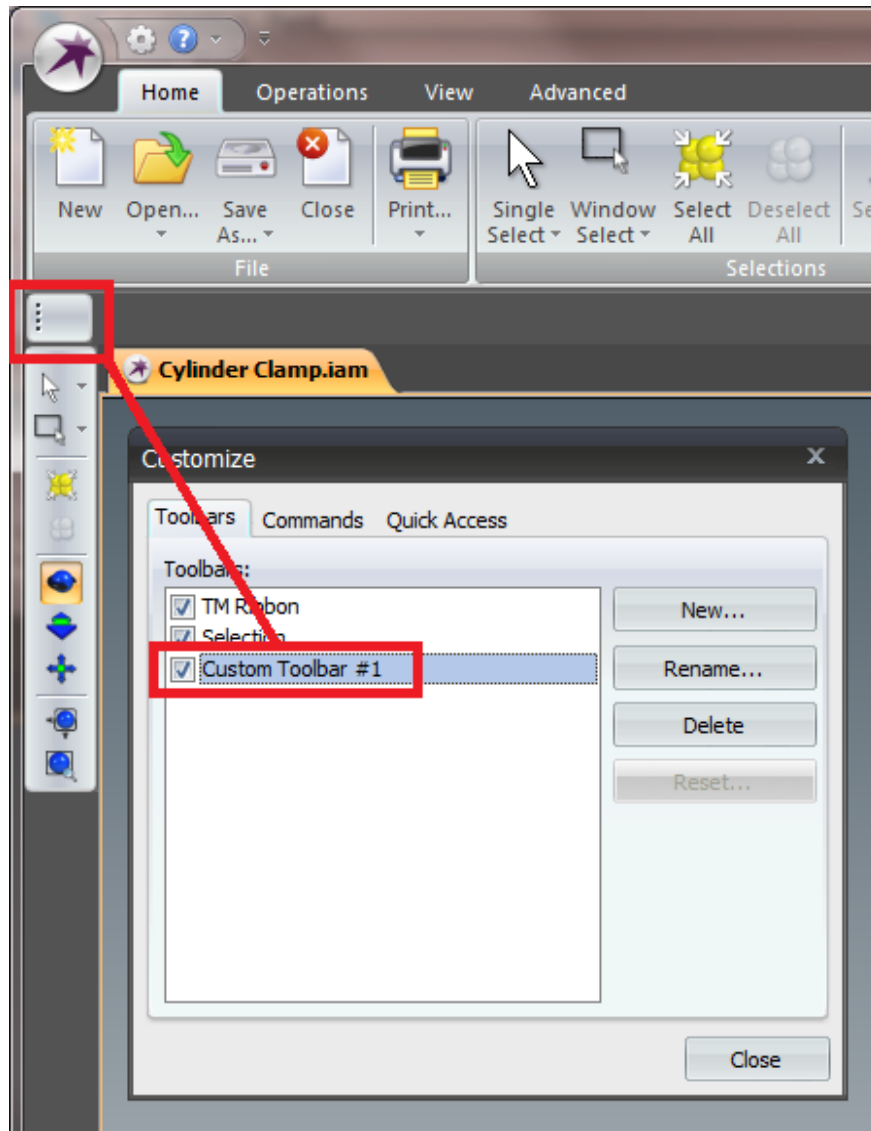 Home Operations View Advanced
New Open... Save As... Close Print... Single Select Window Select Select All Deselect All
File Selections
Cylinder Clamp.iam
Customize x
Toolbars Commands Quick Access
Toolbars:
TM Ribbon New...
Selection
Custom Toolbar #1 Rename...
Delete
Reset...
Close